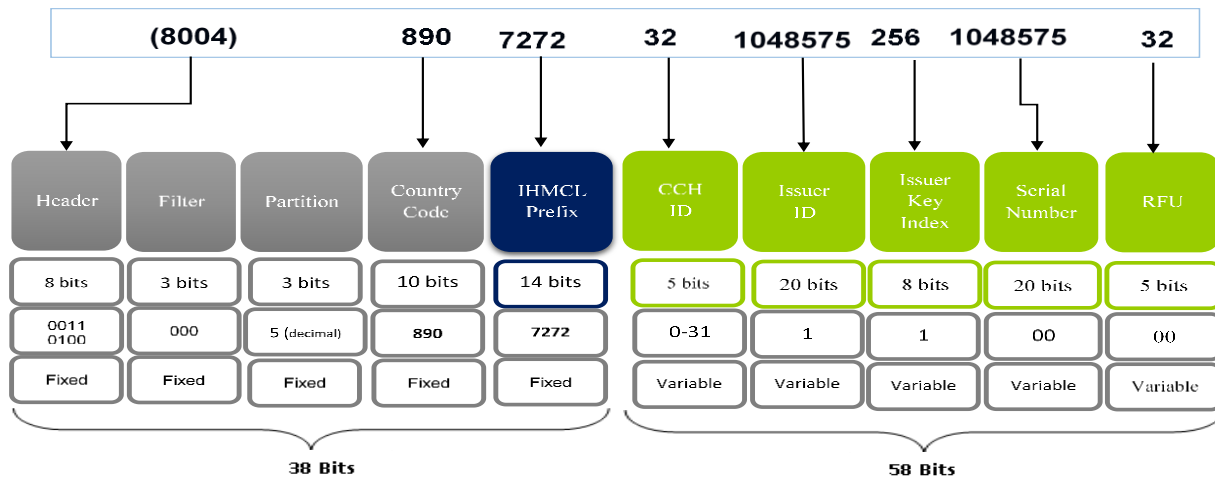 (8004) 890 7272 32 1048575 256 1048575 32
Header Filter Partition Country Code IHMCL Prefix CCH ID Issuer ID Issuer Key Index Serial Number RFU
8 bits 3 bits 3 bits 10 bits 14 bits 5 bits 20 bits 8 bits 20 bits 5 bits
0011 0100 000 5 (decimal) 890 7272 0-31 1 1 00 00
Fixed Fixed Fixed Fixed Fixed Variable Variable Variable Variable Variable
38 Bits 58 Bits